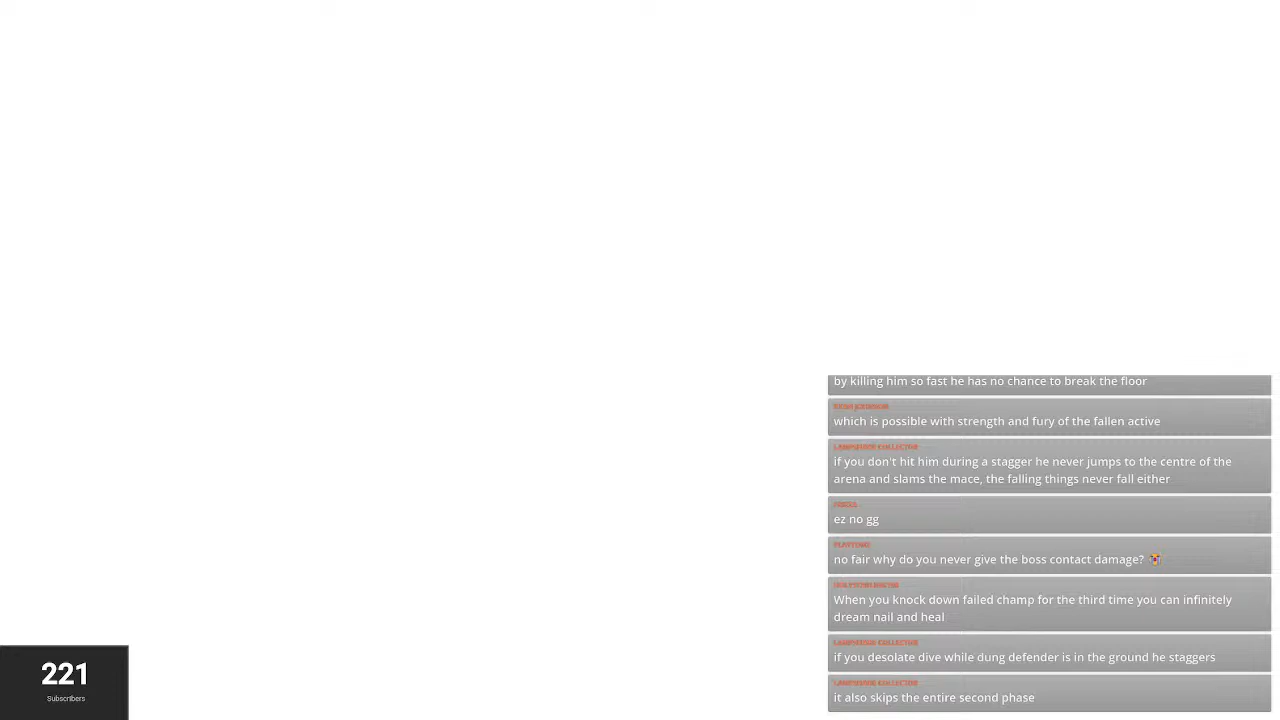 by killing him so fast he has no chance to break the floor
which is possible with strength and fury of the fallen active
if you don't hit him during a stagger he never jumps to the centre of the
arena and slams the mace, the falling things never fall either
ez no gg
no fair why do you never give the boss contact damage?
When you knock down failed champ for the third time you can infinitely
dream nail and heal
if you desolate dive while dung defender is in the ground he staggers
it also skips the entire second phase
221
Subscribers